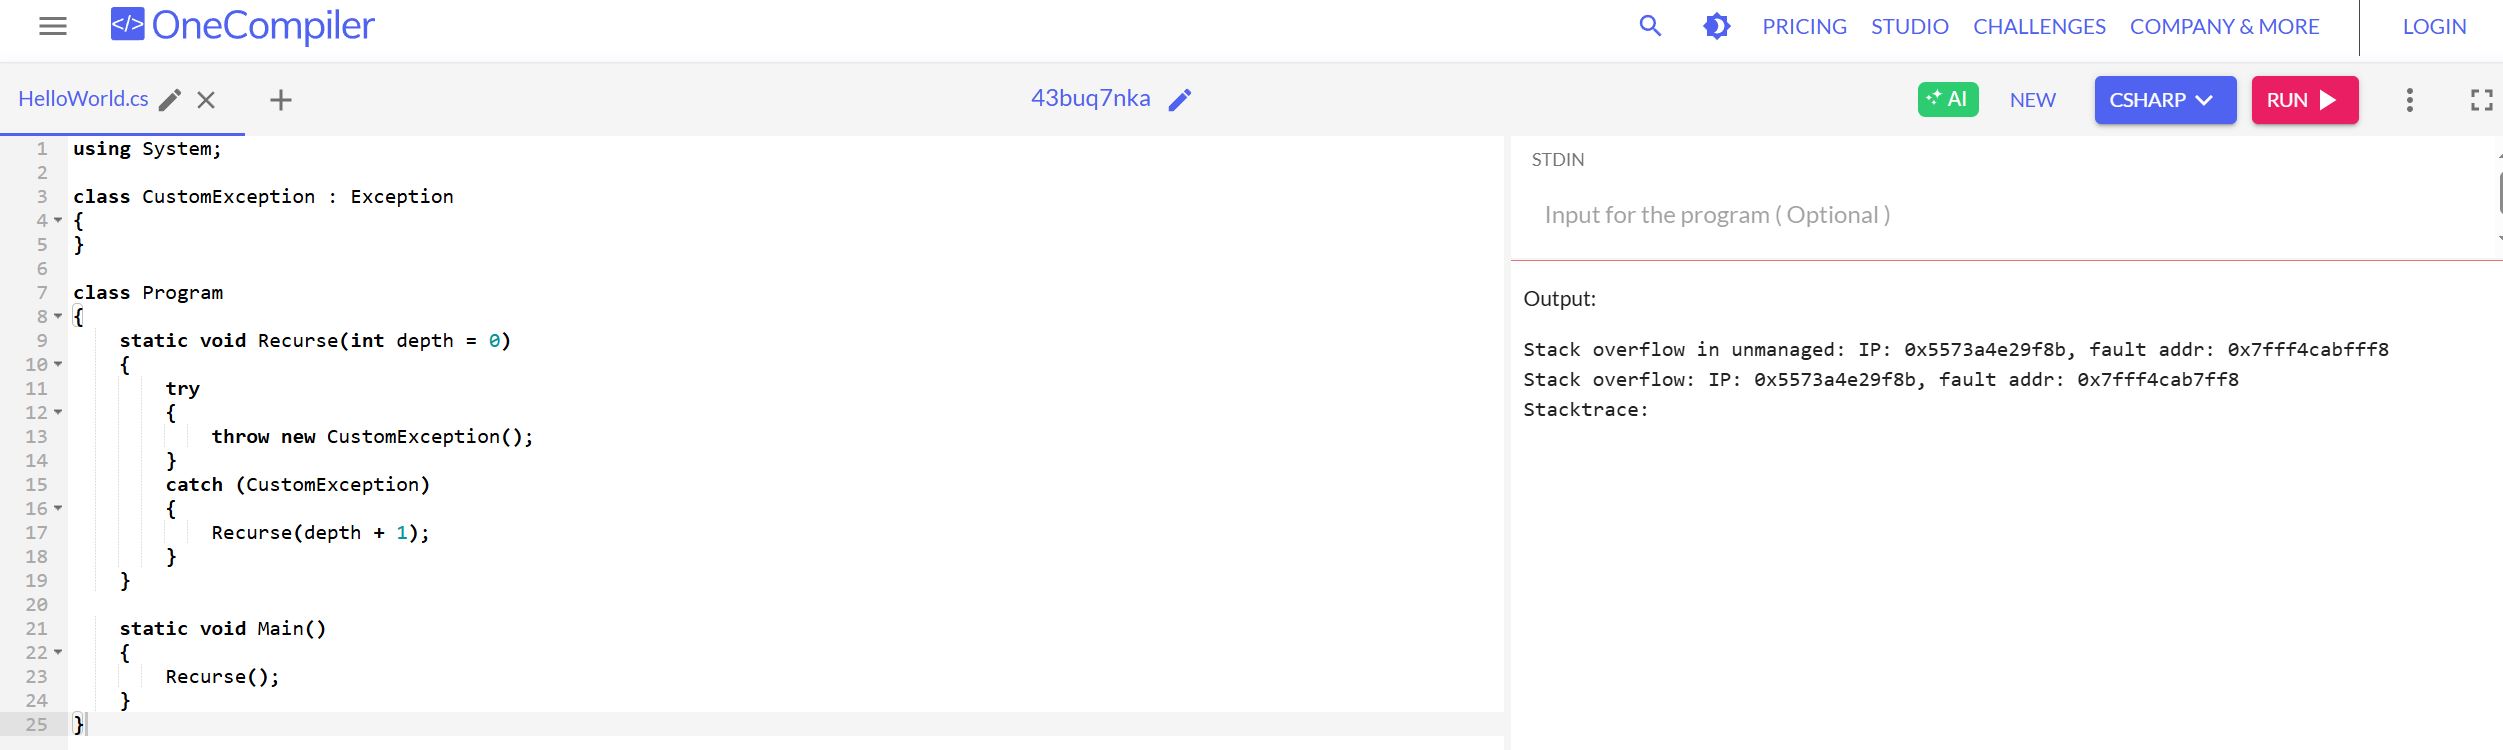 </> OneCompiler
PRICING STUDIO CHALLENGES COMPANY & MORE LOGIN
HelloWorld.cs
43buq7nka
AI NEW CSHARP RUN
1 using System;
2
3 class CustomException : Exception
4 {
5 }
6
7 class Program
8 {
9     static void Recurse(int depth = 0)
10     {
11         try
12         {
13             throw new CustomException();
14         }
15         catch (CustomException)
16         {
17             Recurse(depth + 1);
18         }
19     }
20
21     static void Main()
22     {
23         Recurse();
24     }
25 }
STDIN
Input for the program ( Optional )
Output:
Stack overflow in unmanaged: IP: 0x5573a4e29f8b, fault addr: 0x7fff4cabfff8
Stack overflow: IP: 0x5573a4e29f8b, fault addr: 0x7fff4cab7ff8
Stacktrace: